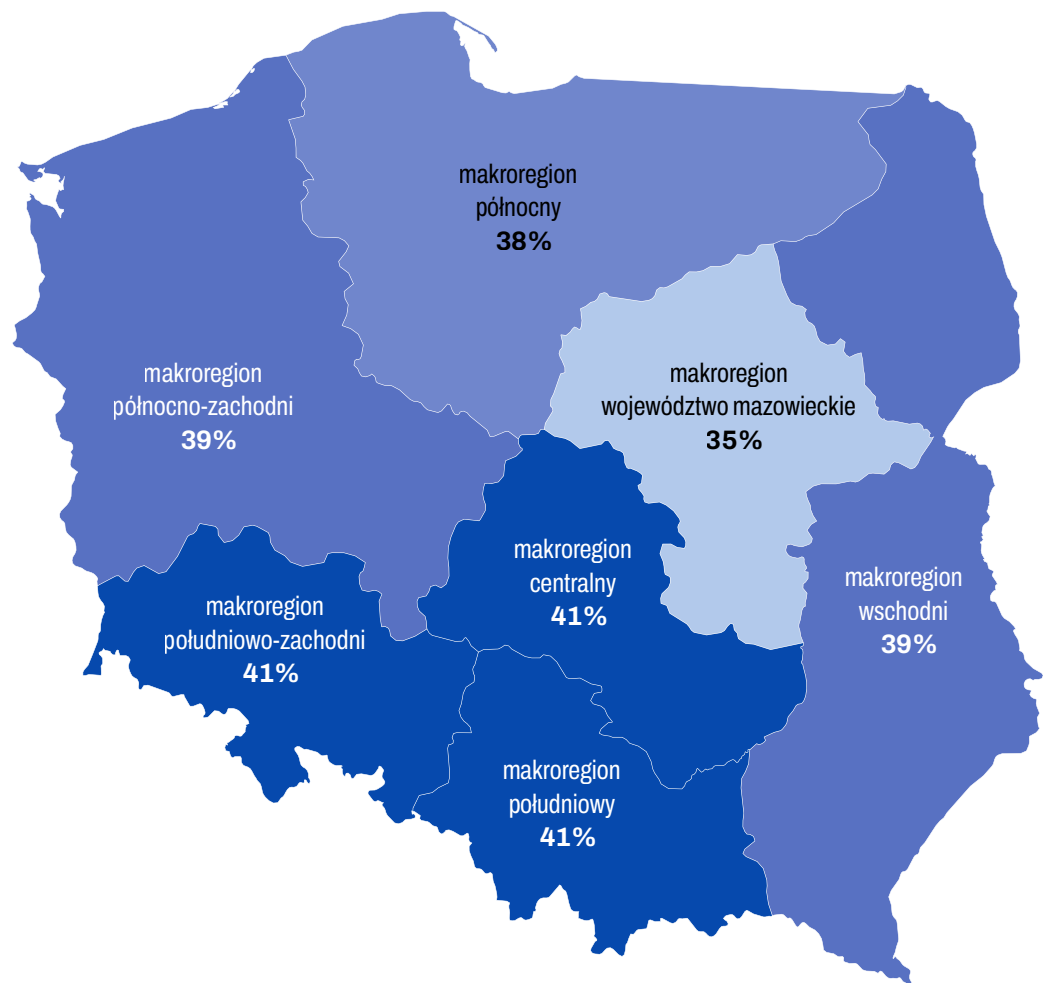 makroregion
północny
38%
makroregion
północno-zachodni
39%
makroregion
województwo mazowieckie
35%
makroregion
centralny
41%
makroregion
wschodni
39%
makroregion
południowo-zachodni
41%
makroregion
południowy
41%